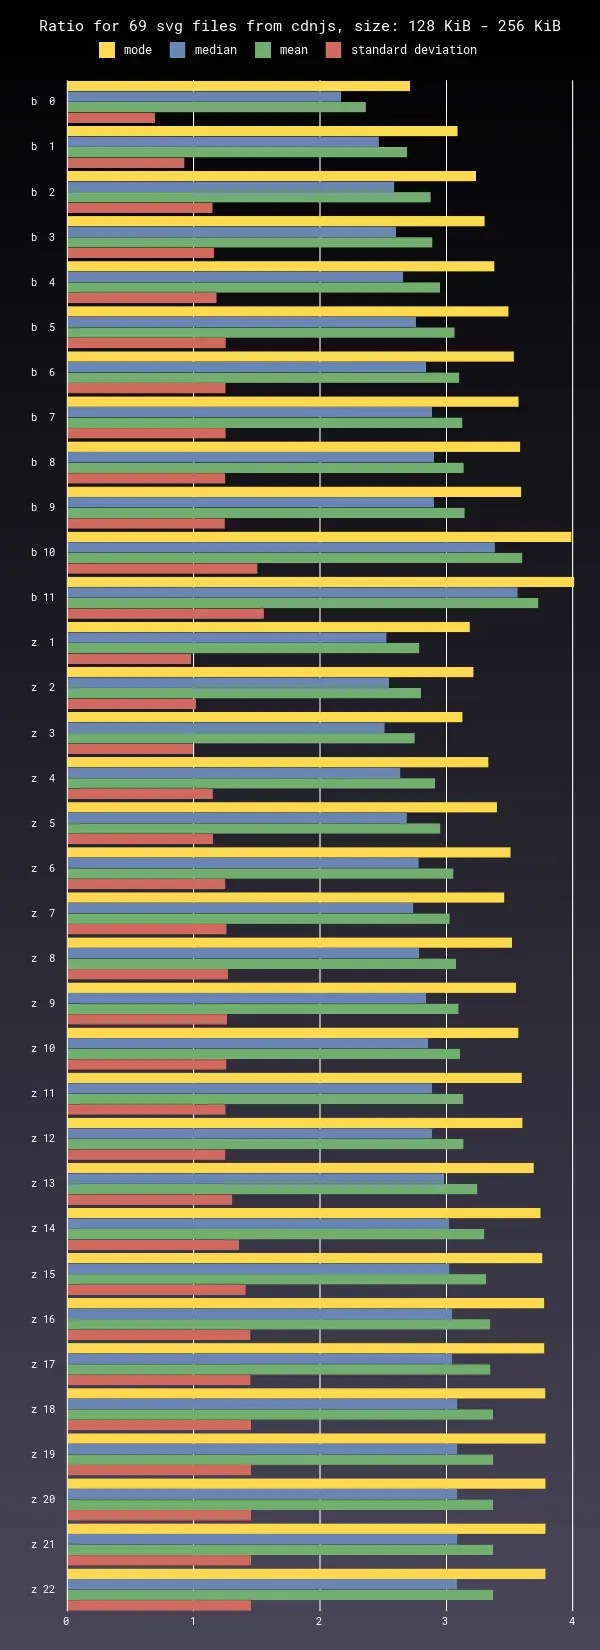 Ratio for 69 svg files from cdnjs, size: 128 KiB - 256 KiB
mode median mean standard deviation
b 0
b 1
b 2
b 3
b 4
b 5
b 6
b 7
b 8
b 9
b 10
b 11
z 1
z 2
z 3
z 4
z 5
z 6
z 7
z 8
z 9
z 10
z 11
z 12
z 13
z 14
z 15
z 16
z 17
z 18
z 19
z 20
z 21
z 22
0 1 2 3 4